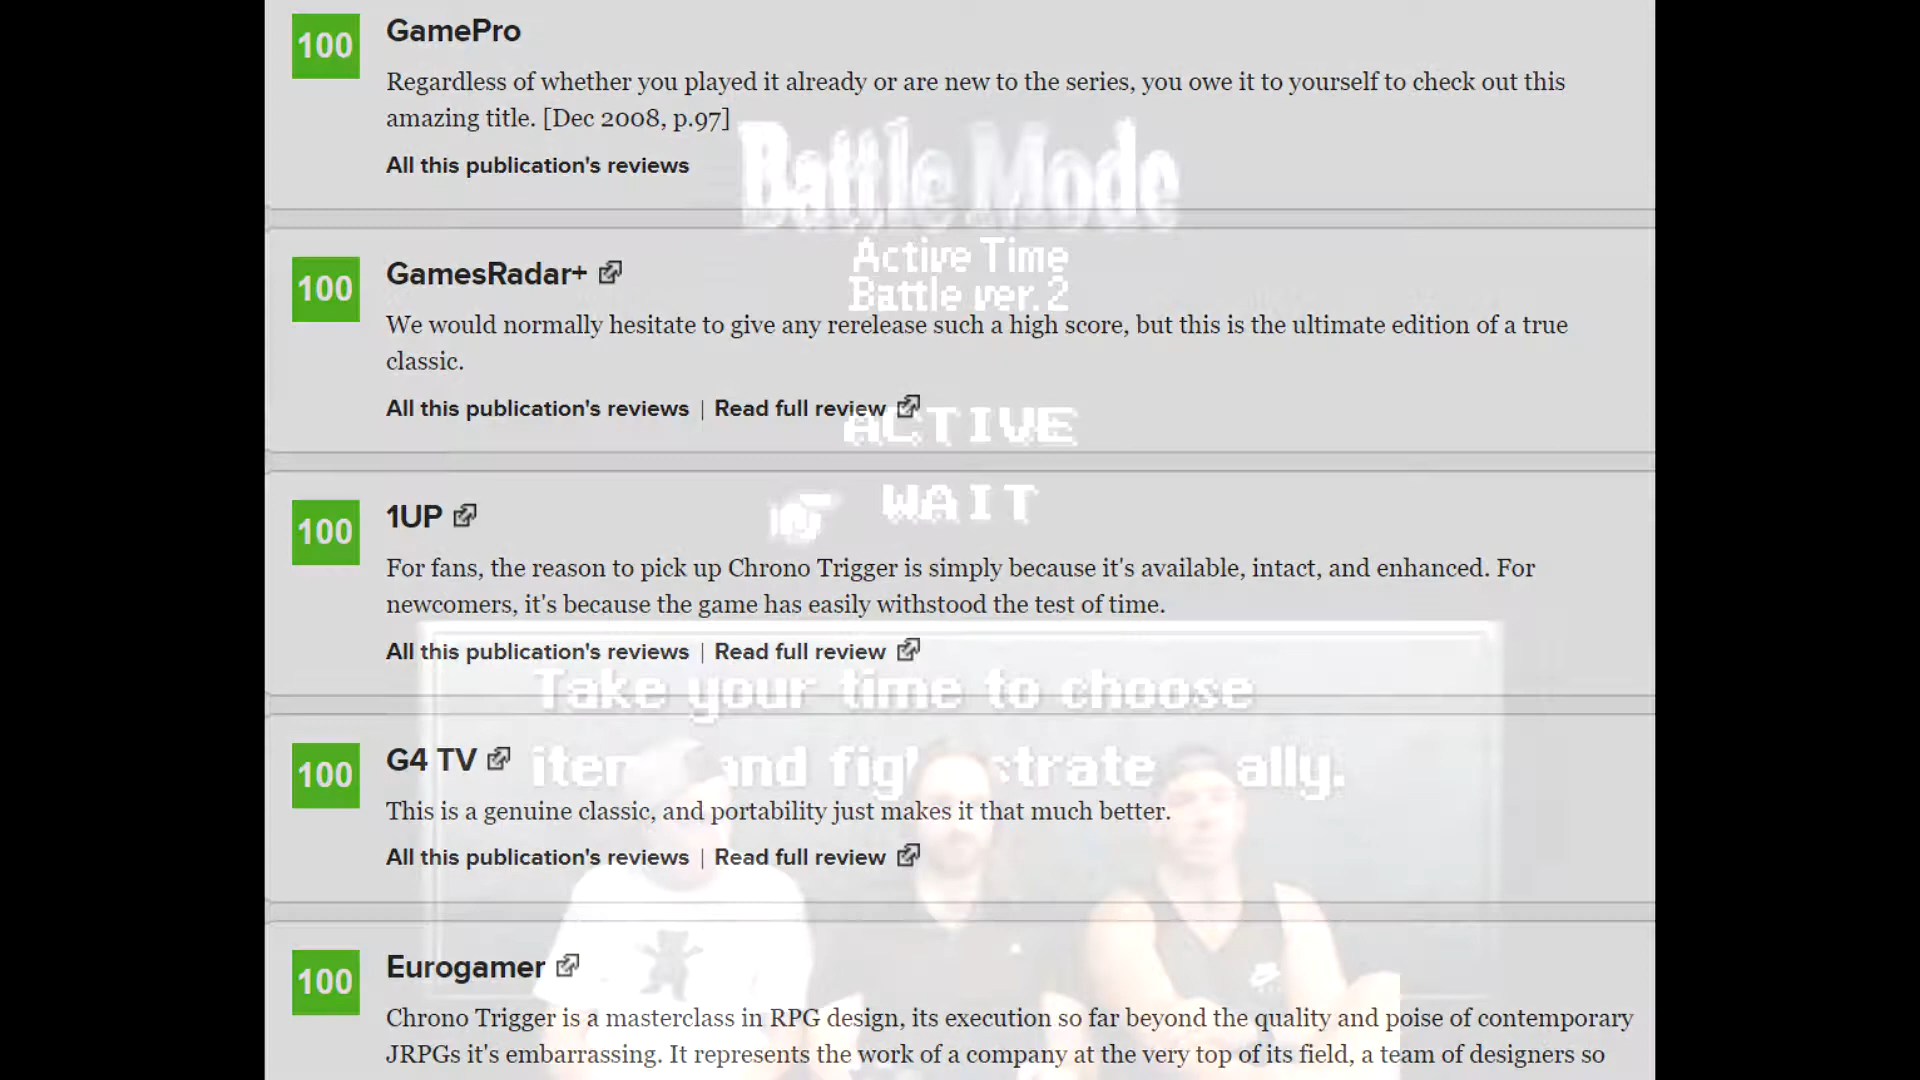 100 GamePro
Regardless of whether you played it already or are new to the series, you owe it to yourself to check out this
amazing title. [Dec 2008, p.97]
All this publication's reviews
Battle Mode
Active Time
Battle ver.2
100 GamesRadar+
We would normally hesitate to give any rerelease such a high score, but this is the ultimate edition of a true
classic.
All this publication's reviews | Read full review
ACTIVE
WAIT
100 1UP
For fans, the reason to pick up Chrono Trigger is simply because it's available, intact, and enhanced. For
newcomers, it's because the game has easily withstood the test of time.
All this publication's reviews | Read full review
Take your time to choose
and ally.
100 G4 TV
This is a genuine classic, and portability just makes it that much better.
All this publication's reviews | Read full review
100 Eurogamer
Chrono Trigger is a masterclass in RPG design, its execution so far beyond the quality and poise of contemporary
JRPGs it's embarrassing. It represents the work of a company at the very top of its field, a team of designers so